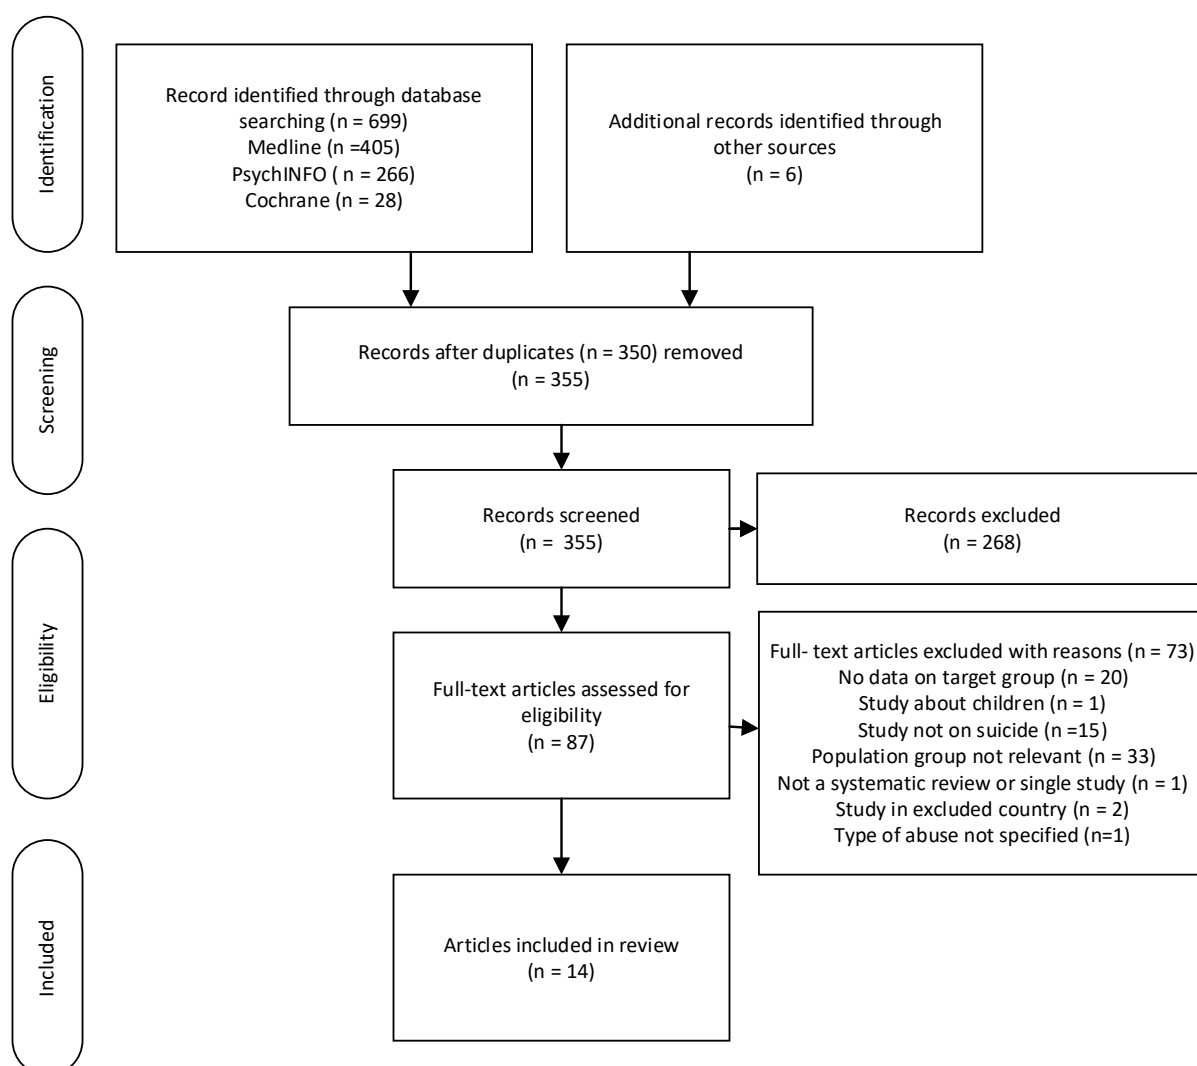 Identification
Record identified through database
searching (n = 699)
Medline (n =405)
PsychINFO ( n = 266)
Cochrane (n = 28)
Additional records identified through
other sources
(n = 6)
Screening
Records after duplicates (n = 350) removed
(n = 355)
Records screened
(n =  355)
Records excluded
(n = 268)
Eligibility
Full-text articles assessed for
eligibility
(n = 87)
Full- text articles excluded with reasons (n = 73)
No data on target group (n = 20)
Study about children (n = 1)
Study not on suicide (n =15)
Population group not relevant (n = 33)
Not a systematic review or single study (n = 1)
Study in excluded country (n = 2)
Type of abuse not specified (n=1)
Included
Articles included in review
(n = 14)